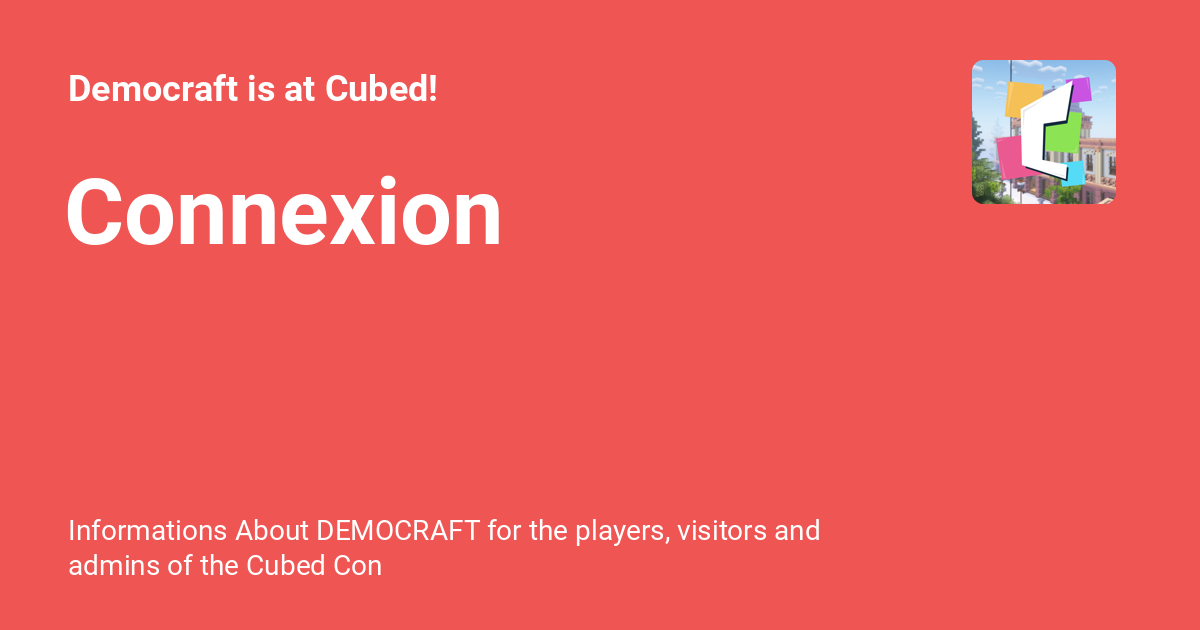 Democraft is at Cubed!
Connexion
Informations About DEMOCRAFT for the players, visitors and
admins of the Cubed Con